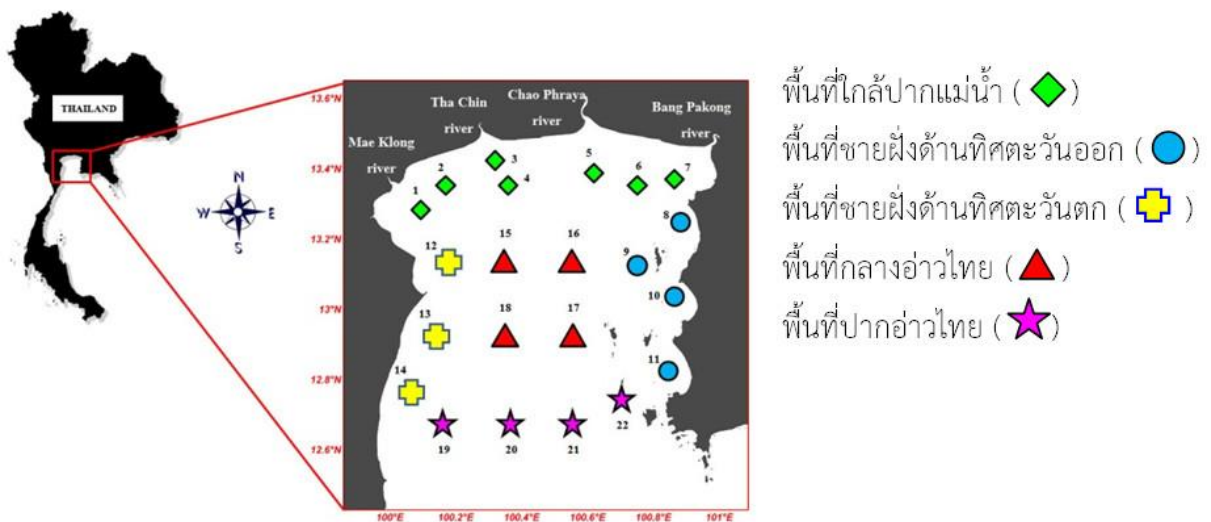 THAILAND
N
W
E
S
Mae Klong
river
Tha Chin
river
Chao Phraya
river
Bang Pakong
river
13.6°N
13.4°N
13.2°N
13°N
12.8°N
12.6°N
100°E
100.2°E
100.4°E
100.6°E
100.8°E
101°E
1
2
3
4
5
6
7
8
9
10
11
12
13
14
15
16
17
18
19
20
21
22
พื้นที่ใกล้ปากแม่น้ำ ( )
พื้นที่ชายฝั่งด้านทิศตะวันออก ( )
พื้นที่ชายฝั่งด้านทิศตะวันตก ( )
พื้นที่กลางอ่าวไทย ( )
พื้นที่ปากอ่าวไทย ( )